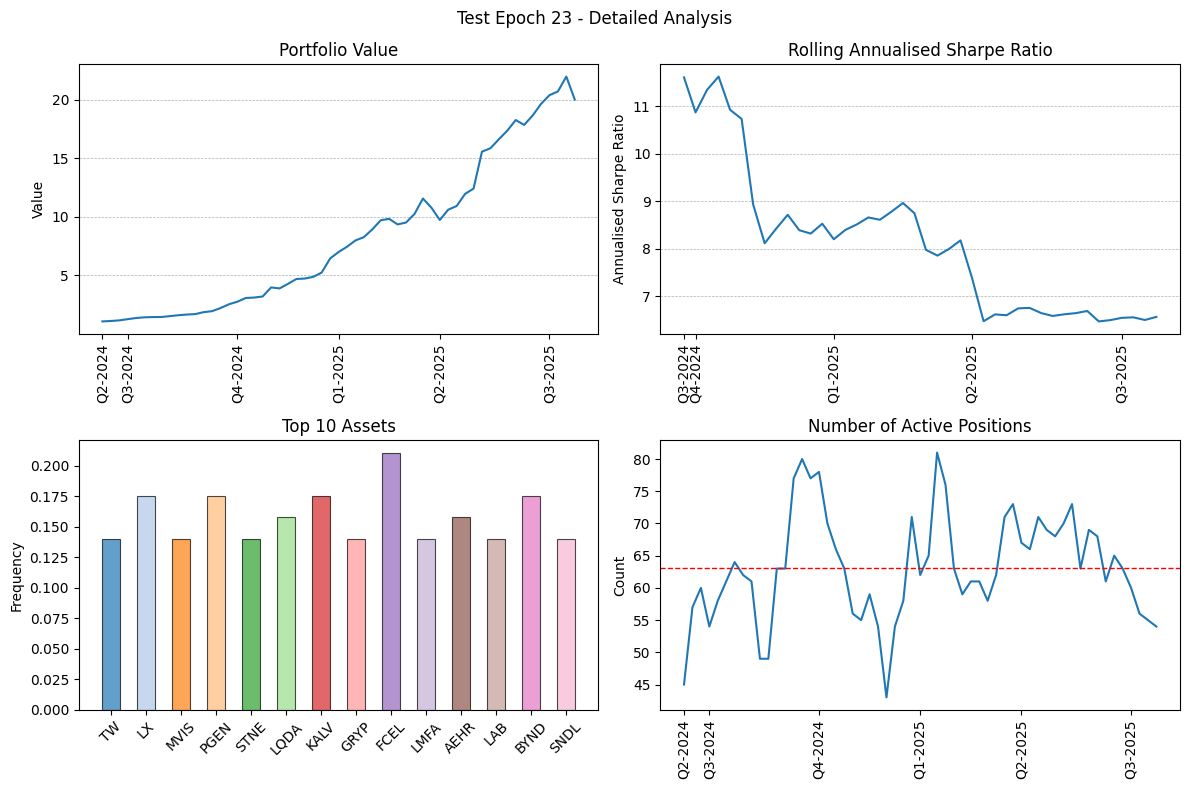 Test Epoch 23 - Detailed Analysis
Portfolio Value
Value
20
15
10
5
Q2-2024
Q3-2024
Q4-2024
Q1-2025
Q2-2025
Q3-2025
Rolling Annualised Sharpe Ratio
Annualised Sharpe Ratio
11
10
9
8
7
Q3-2024
Q4-2024
Q1-2025
Q2-2025
Q3-2025
Top 10 Assets
Frequency
0.200
0.175
0.150
0.125
0.100
0.075
0.050
0.025
0.000
TW
LX
MVIS
PGEN
STNE
LQDA
KALV
GRYP
FCEL
LMFA
AEHR
LAB
BYND
SNDL
Number of Active Positions
Count
80
75
70
65
60
55
50
45
Q2-2024
Q3-2024
Q4-2024
Q1-2025
Q2-2025
Q3-2025